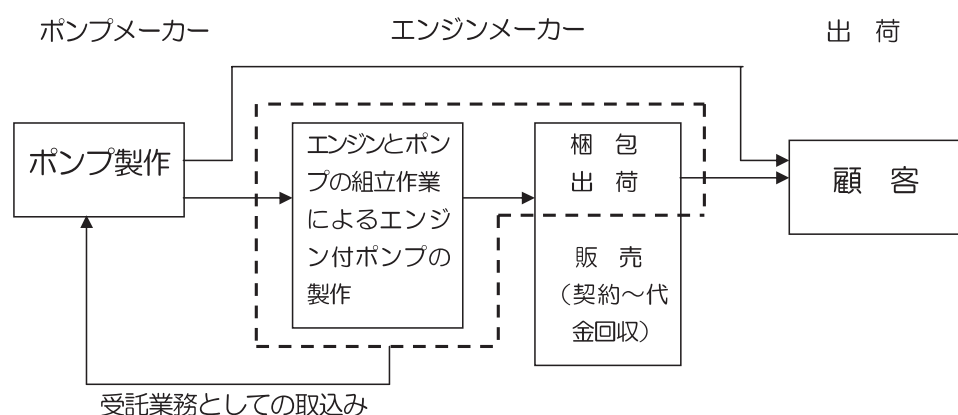 ポンプメーカー
エンジンメーカー
出 荷
ポンプ製作
エンジンとポン
プの組立作業
によるエンジ
ン付ポンプの
製作
梱 包
出 荷
販 売
（契約～代
金回収）
顧 客
受託業務としての取込み